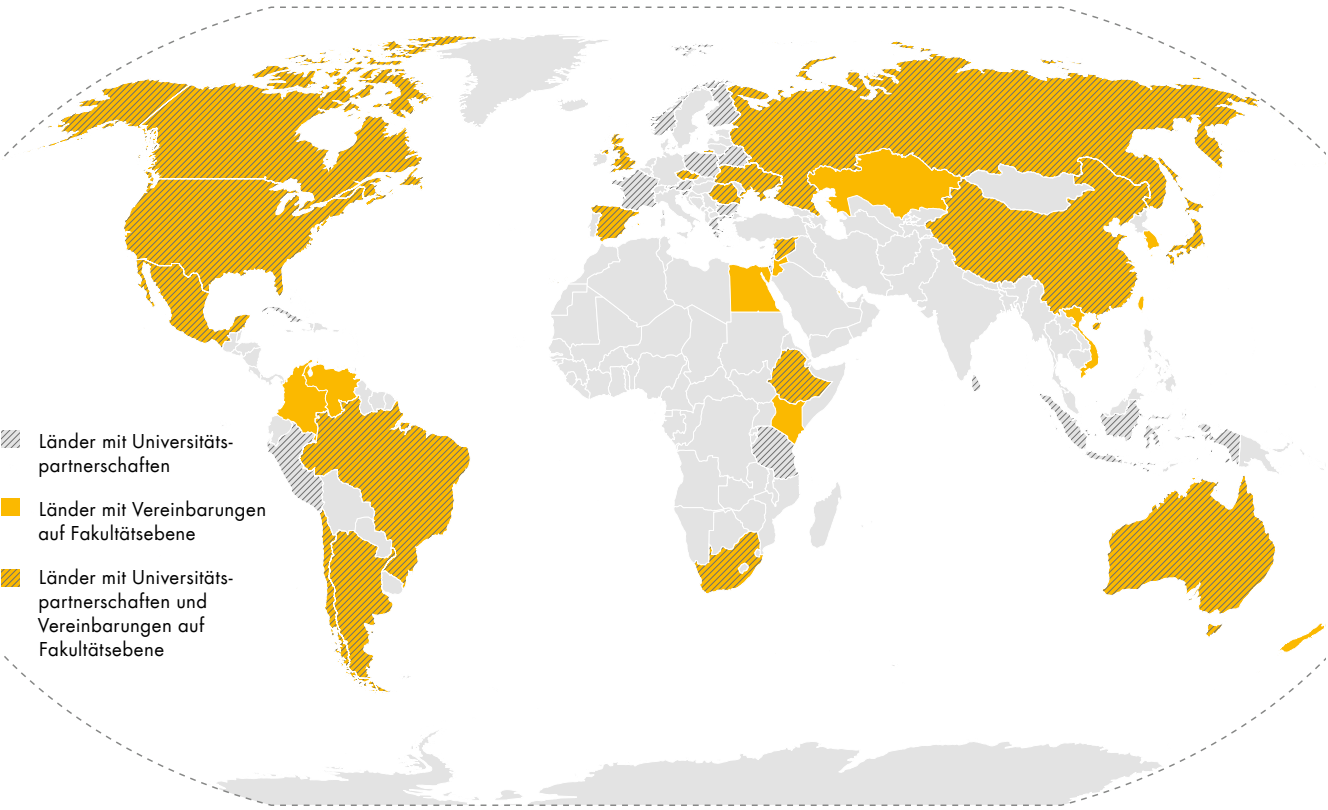 Länder mit Universitäts-
partnerschaften
Länder mit Vereinbarungen
auf Fakultätsebene
Länder mit Universitäts-
partnerschaften und
Vereinbarungen auf
Fakultätsebene